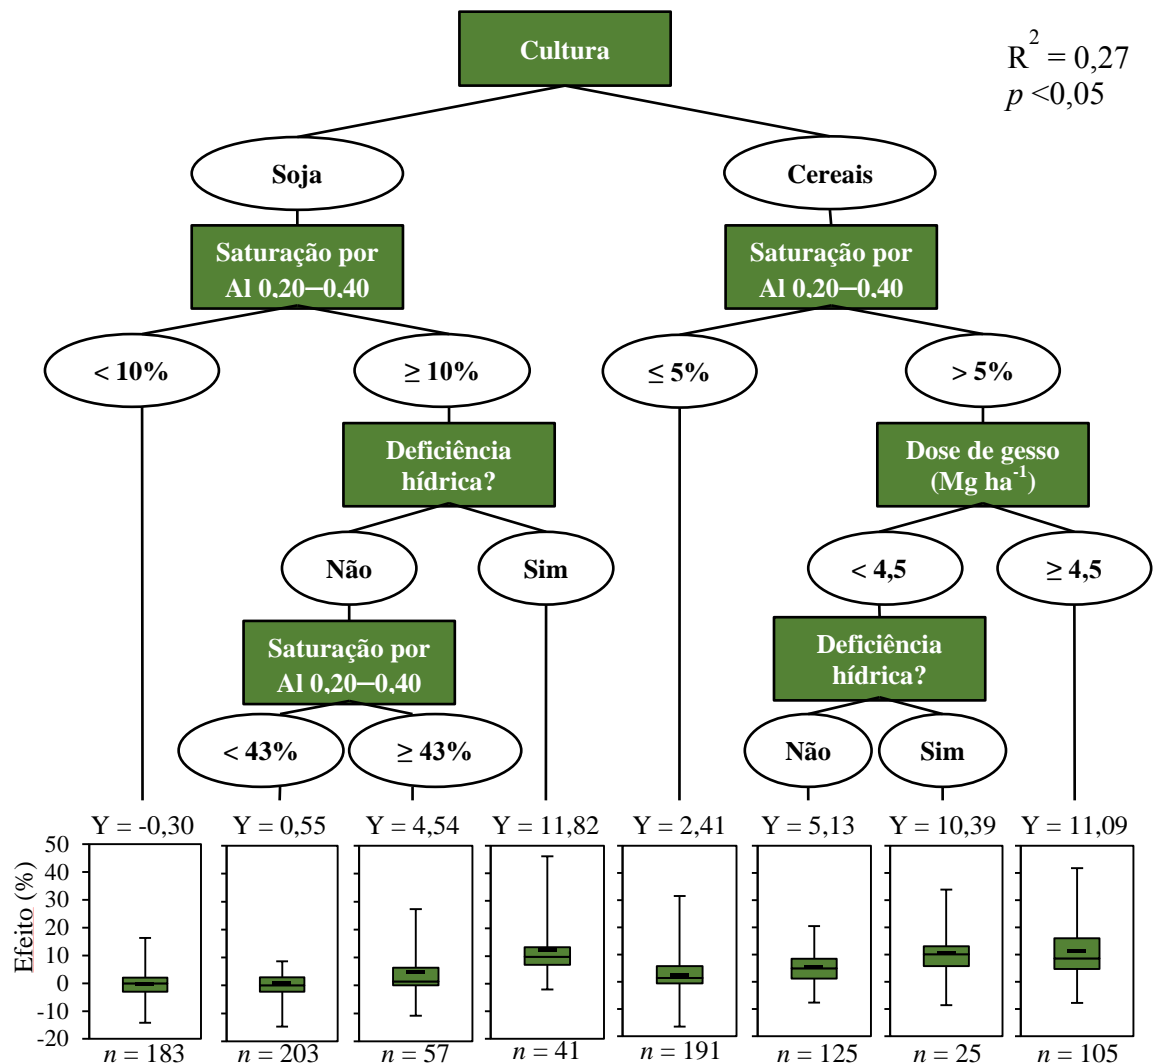 Cultura
R² = 0,27
p <0,05
Soja
Cereais
Saturação por
Al 0,20–0,40
Saturação por
Al 0,20–0,40
< 10%
≥ 10%
≤ 5%
> 5%
Deficiência
hídrica?
Dose de gesso
(Mg ha⁻¹)
Não
Sim
< 4,5
≥ 4,5
Saturação por
Al 0,20–0,40
Deficiência
hídrica?
< 43%
≥ 43%
Não
Sim
Y = -0,30
Y = 0,55
Y = 4,54
Y = 11,82
Y = 2,41
Y = 5,13
Y = 10,39
Y = 11,09
Efeito (%)
50
40
30
20
10
0
-10
-20
n = 183
n = 203
n = 57
n = 41
n = 191
n = 125
n = 25
n = 105